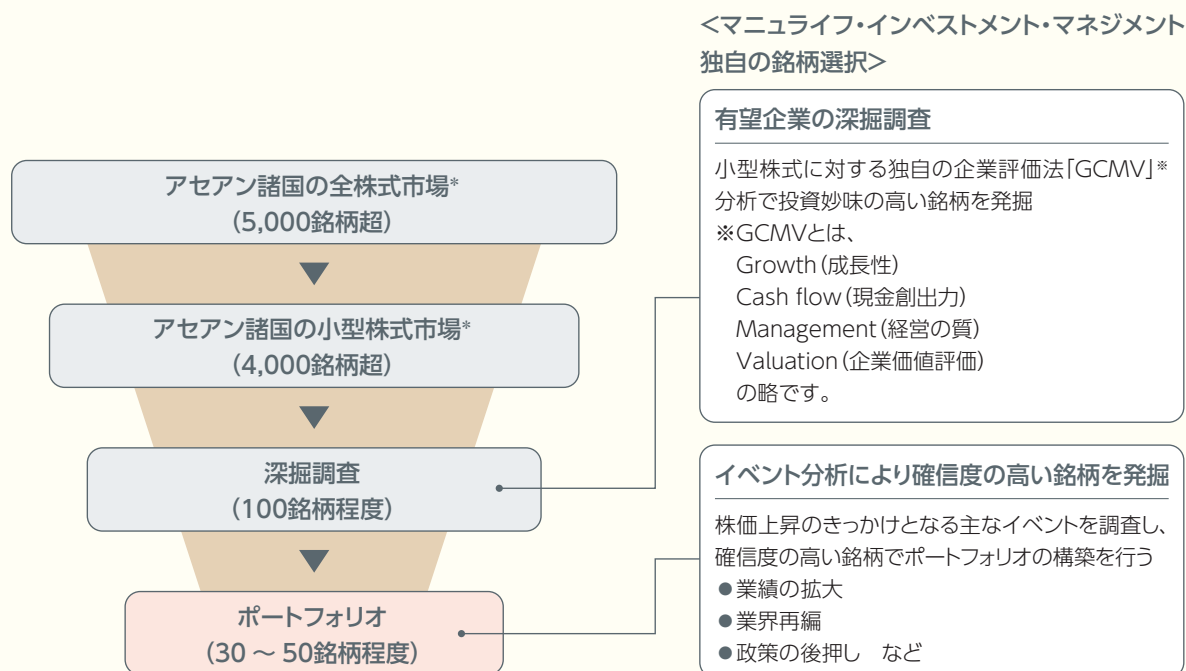 <マニュライフ・インベストメント・マネジメント
独自の銘柄選択>
アセアン諸国の全株式市場*
(5,000銘柄超)
アセアン諸国の小型株式市場*
(4,000銘柄超)
深掘調査
(100銘柄程度)
ポートフォリオ
(30 ～ 50銘柄程度)
有望企業の深掘調査
小型株式に対する独自の企業評価法「GCMV」※
分析で投資妙味の高い銘柄を発掘
※GCMVとは、
Growth(成長性)
Cash flow(現金創出力)
Management(経営の質)
Valuation(企業価値評価)
の略です。
イベント分析により確信度の高い銘柄を発掘
株価上昇のきっかけとなる主なイベントを調査し、
確信度の高い銘柄でポートフォリオの構築を行う
●業績の拡大
●業界再編
●政策の後押し　など